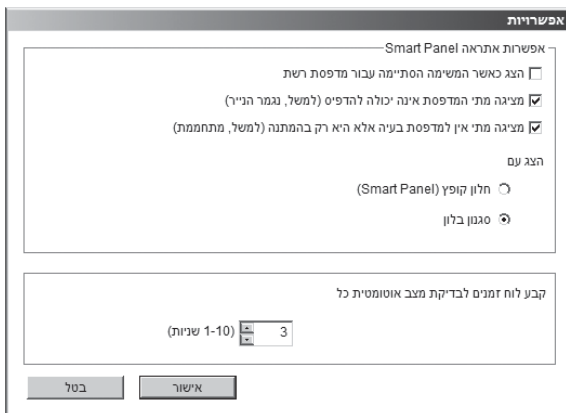 אפשרויות
אפשרות אתראה Smart Panel
הצג כאשר המשימה הסתיימה עבור מדפסת רשת
מציגה מתי המדפסת אינה יכולה להדפיס (למשל, נגמר הנייר)
מציגה מתי אין למדפסת בעיה אלא היא רק בהמתנה (למשל, מתחממת)
הצג עם
חלון קופץ (Smart Panel)
סגנון בלון
קבע לוח זמנים לבדיקת מצב אוטומטית כל
3 (1-10 שניות)
אישור
בטל